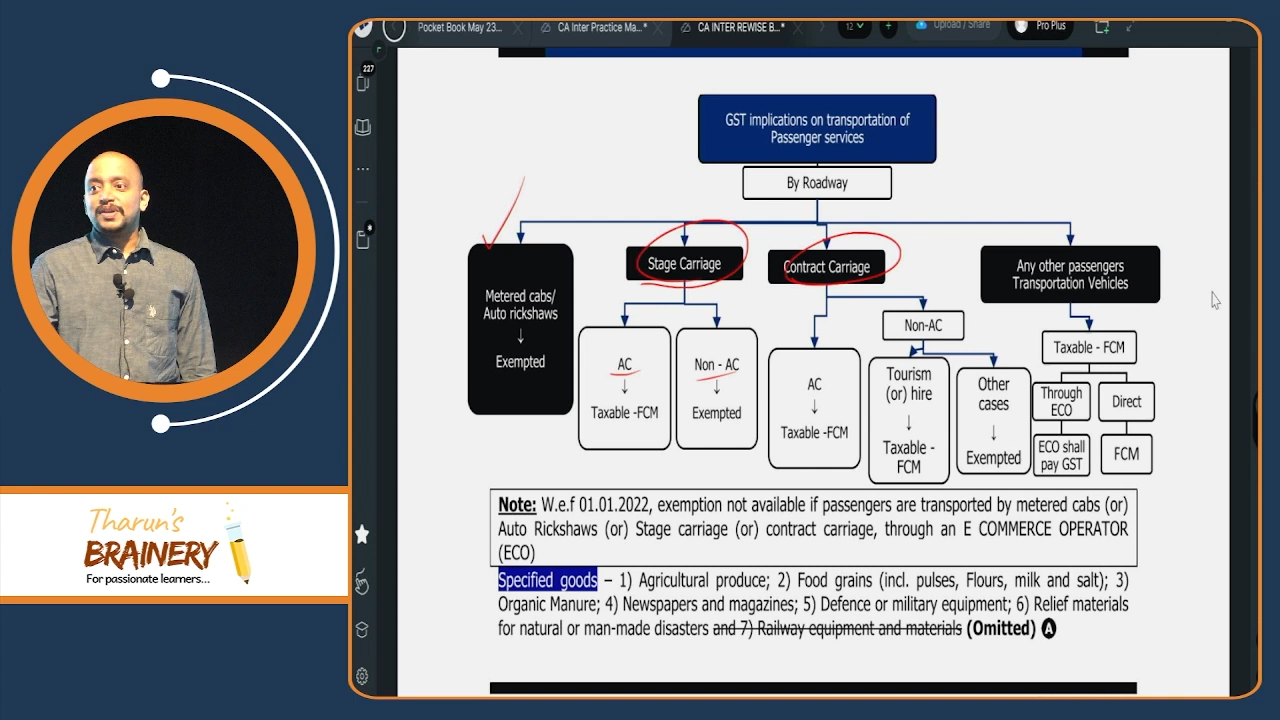 Pocket Book May 23...
CA Inter Practice Ma...*
CA INTER REWISE B...*
12
Upload / Share
Pro Plus
227
GST implications on transportation of
Passenger services
By Roadway
Metered cabs/
Auto rickshaws
↓
Exempted
Stage Carriage
AC
↓
Taxable -FCM
Non - AC
↓
Exempted
Contract Carriage
AC
↓
Taxable -FCM
Non-AC
Tourism
(or) hire
↓
Taxable -
FCM
Other
cases
↓
Exempted
Any other passengers
Transportation Vehicles
Taxable - FCM
Through
ECO
ECO shall
pay GST
Direct
FCM
Note: W.e.f 01.01.2022, exemption not available if passengers are transported by metered cabs (or)
Auto Rickshaws (or) Stage carriage (or) contract carriage, through an E COMMERCE OPERATOR
(ECO)
Specified goods – 1) Agricultural produce; 2) Food grains (incl. pulses, Flours, milk and salt); 3)
Organic Manure; 4) Newspapers and magazines; 5) Defence or military equipment; 6) Relief materials
for natural or man-made disasters and 7) Railway equipment and materials (Omitted) A
Tharun's
BRAINERY
For passionate learners...